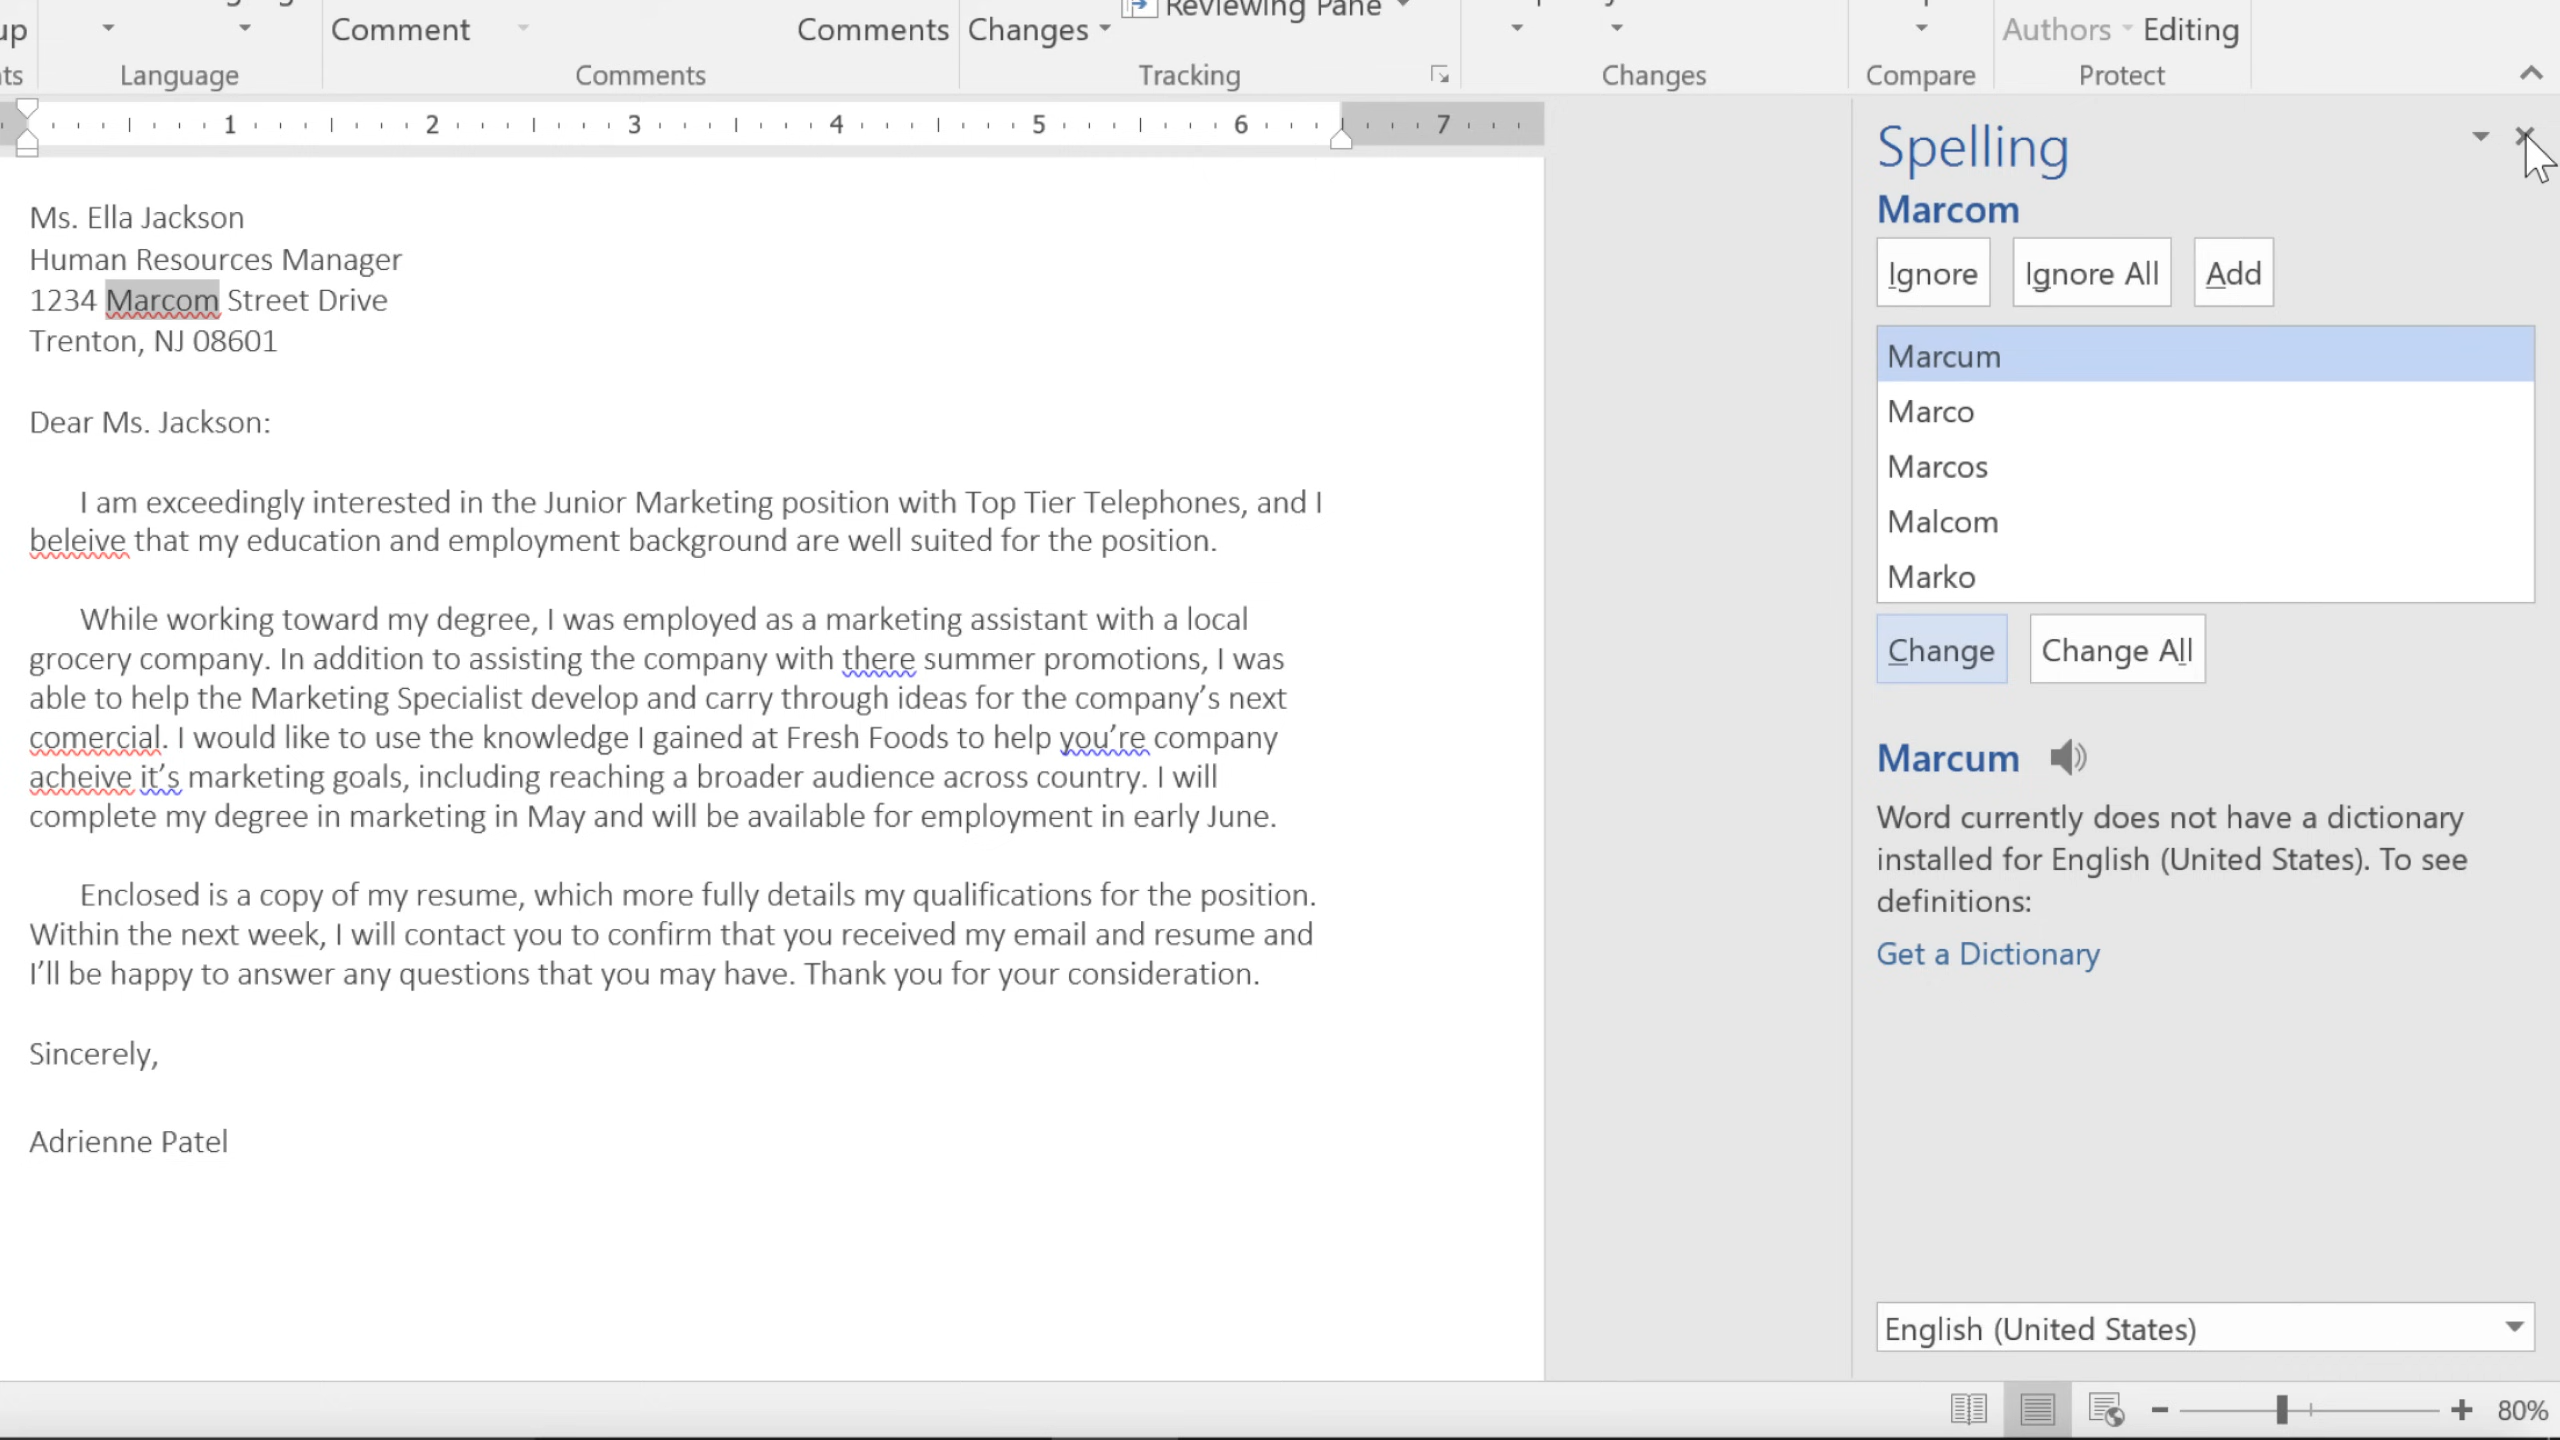 up
Comment
Comments
Changes
Reviewing Pane
Authors
Editing
Language
Comments
Tracking
Changes
Compare
Protect
1 2 3 4 5 6 7
Ms. Ella Jackson
Human Resources Manager
1234 Marcom Street Drive
Trenton, NJ 08601
Dear Ms. Jackson:
I am exceedingly interested in the Junior Marketing position with Top Tier Telephones, and I
beleive that my education and employment background are well suited for the position.
While working toward my degree, I was employed as a marketing assistant with a local
grocery company. In addition to assisting the company with there summer promotions, I was
able to help the Marketing Specialist develop and carry through ideas for the company’s next
comercial. I would like to use the knowledge I gained at Fresh Foods to help you’re company
acheive it’s marketing goals, including reaching a broader audience across country. I will
complete my degree in marketing in May and will be available for employment in early June.
Enclosed is a copy of my resume, which more fully details my qualifications for the position.
Within the next week, I will contact you to confirm that you received my email and resume and
I’ll be happy to answer any questions that you may have. Thank you for your consideration.
Sincerely,
Adrienne Patel
Spelling
Marcom
Ignore
Ignore All
Add
Marcum
Marco
Marcos
Malcom
Marko
Change
Change All
Marcum
Word currently does not have a dictionary
installed for English (United States). To see
definitions:
Get a Dictionary
English (United States)
80%